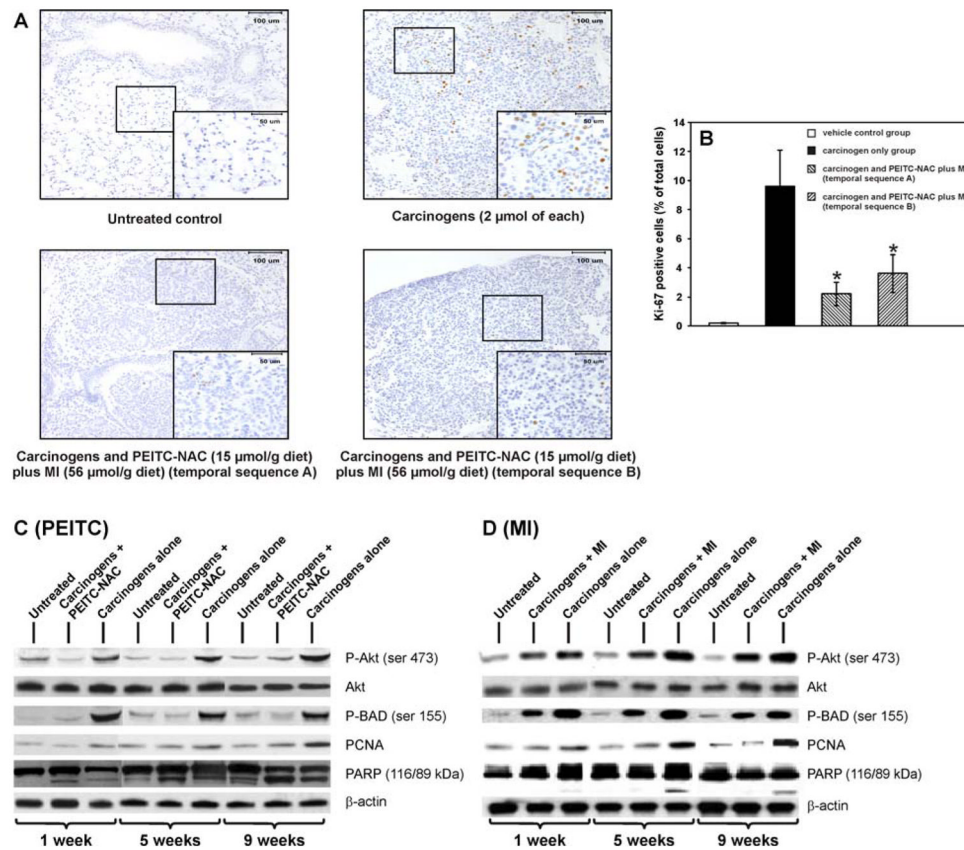 A
100 um
50 um
Untreated control
100 um
50 um
Carcinogens (2 µmol of each)
100 um
50 um
Carcinogens and PEITC-NAC (15 µmol/g diet)
plus MI (56 µmol/g diet) (temporal sequence A)
100 um
50 um
Carcinogens and PEITC-NAC (15 µmol/g diet)
plus MI (56 µmol/g diet) (temporal sequence B)
B
Ki-67 positive cells (% of total cells)
14
12
10
8
6
4
2
0
vehicle control group
carcinogen only group
carcinogen and PEITC-NAC plus M
(temporal sequence A)
carcinogen and PEITC-NAC plus M
(temporal sequence B)
*
*
C (PEITC)
Untreated
Carcinogens +
PEITC-NAC
Carcinogens alone
Untreated
Carcinogens +
PEITC-NAC
Carcinogens alone
Untreated
Carcinogens +
PEITC-NAC
Carcinogens alone
P-Akt (ser 473)
Akt
P-BAD (ser 155)
PCNA
PARP (116/89 kDa)
β-actin
1 week
5 weeks
9 weeks
D (MI)
Untreated
Carcinogens + MI
Carcinogens alone
Untreated
Carcinogens + MI
Carcinogens alone
Untreated
Carcinogens + MI
Carcinogens alone
P-Akt (ser 473)
Akt
P-BAD (ser 155)
PCNA
PARP (116/89 kDa)
β-actin
1 week
5 weeks
9 weeks